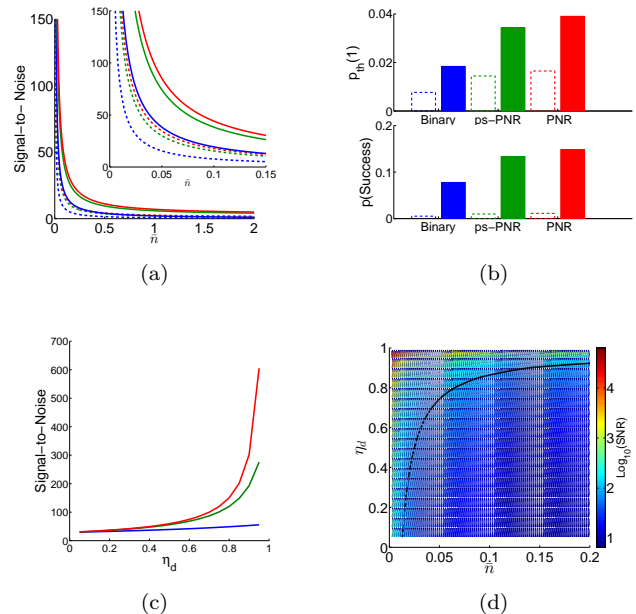 150
100
50
0
Signal-to- Noise
0
0.5
1
1.5
2
n̄
150
100
50
0
0
0.05
0.1
0.15
n̄
(a)
0.04
0.02
0
p_th(1)
Binary
ps-PNR
PNR
0.2
0.1
0
p(Success)
Binary
ps-PNR
PNR
(b)
700
600
500
400
300
200
100
0
Signal-to-Noise
0
0.2
0.4
0.6
0.8
1
η_d
(c)
1
0.8
0.6
0.4
0.2
0
η_d
0
0.05
0.1
0.15
0.2
n̄
4
3
2
1
Log₁₀(SNR)
(d)